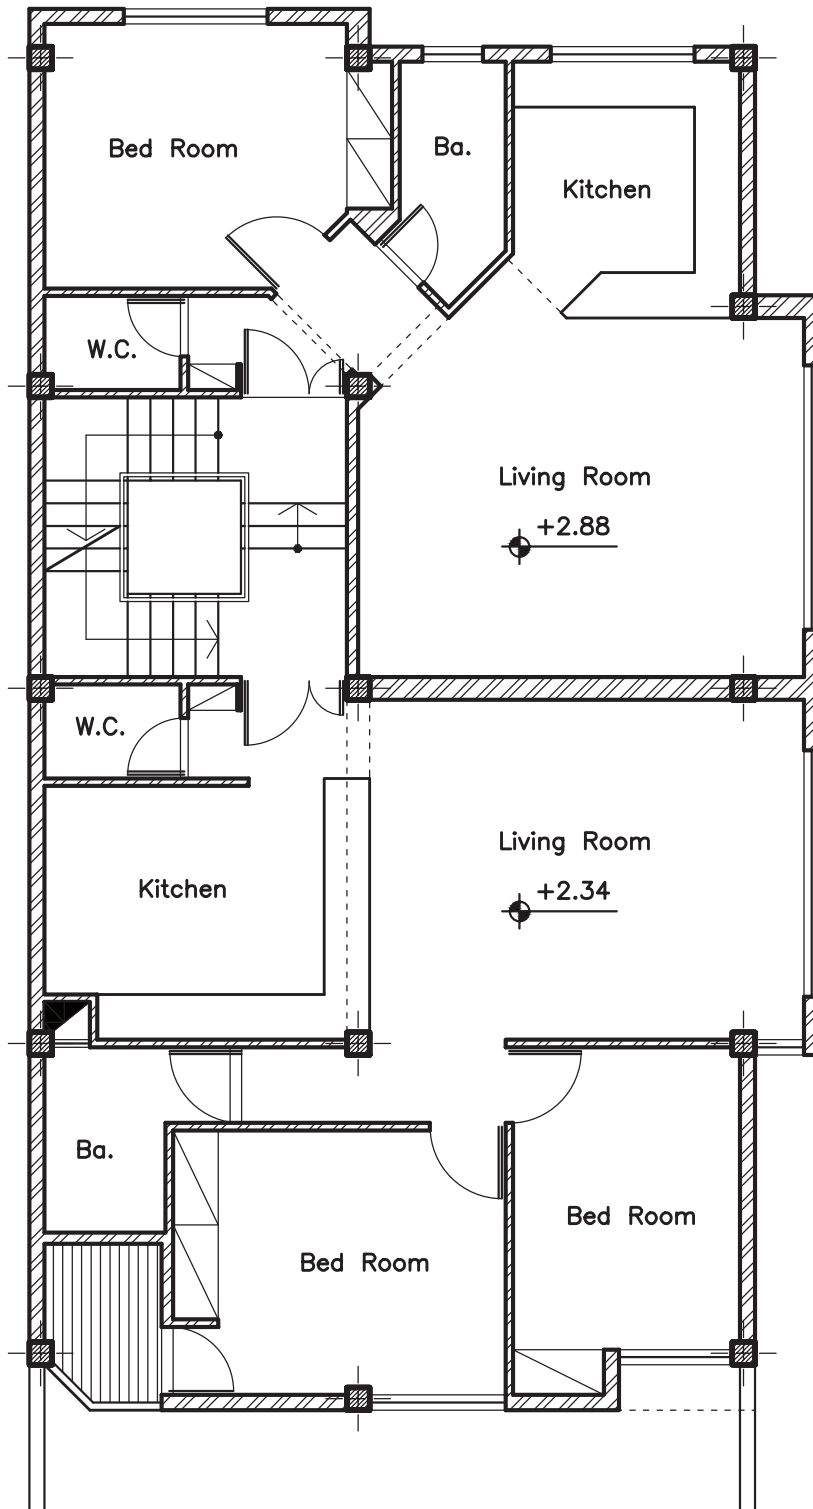 Bed Room
Ba.
Kitchen
W.C.
Living Room
+2.88
W.C.
Living Room
Kitchen
+2.34
Ba.
Bed Room
Bed Room